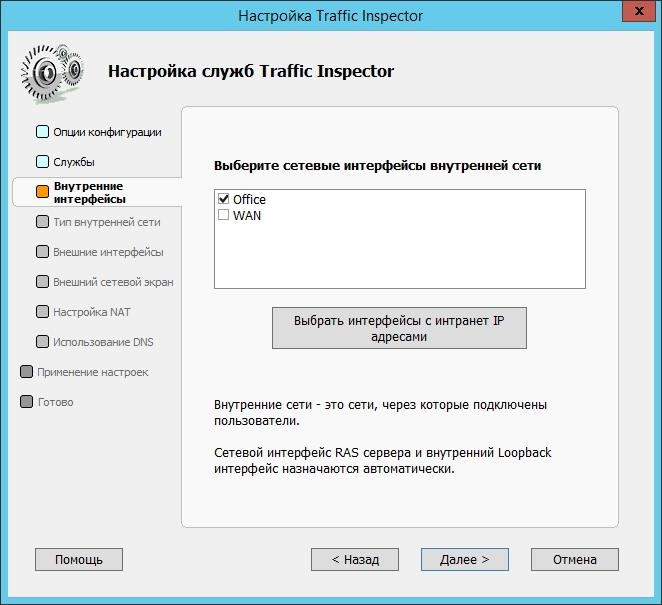 Настройка Traffic Inspector
x
Настройка служб Traffic Inspector
Опции конфигурации
Службы
Внутренние
интерфейсы
Тип внутренней сети
Внешние интерфейсы
Внешний сетевой экран
Настройка NAT
Использование DNS
Применение настроек
Готово
Выберите сетевые интерфейсы внутренней сети
Office
WAN
Выбрать интерфейсы с интранет IP
адресами
Внутренние сети - это сети, через которые подключены
пользователи.
Сетевой интерфейс RAS сервера и внутренний Loopback
интерфейс назначаются автоматически.
Помощь
< Назад
Далее >
Отмена